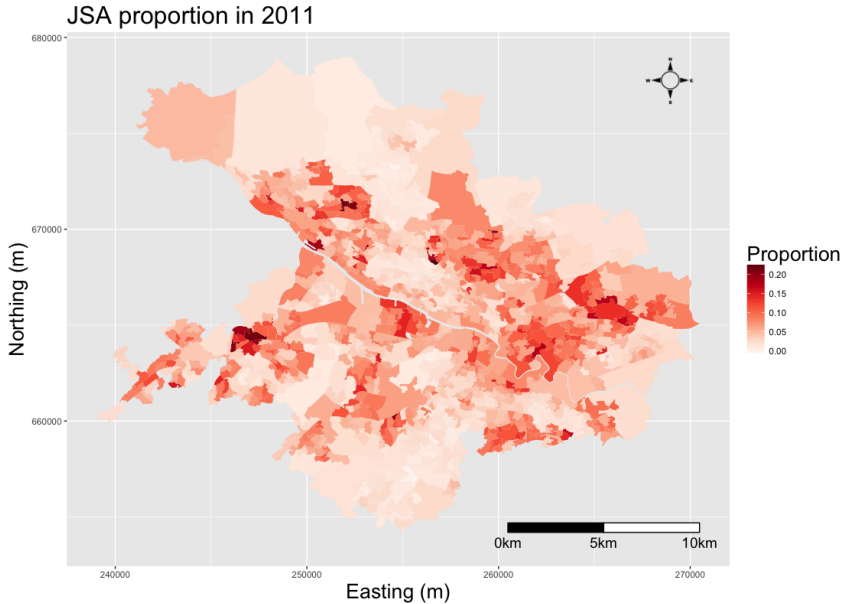 JSA proportion in 2011
680000
670000
660000
Northing (m)
N
W E
S
Proportion
0.20
0.15
0.10
0.05
0.00
0km 5km 10km
240000 250000 260000 270000
Easting (m)